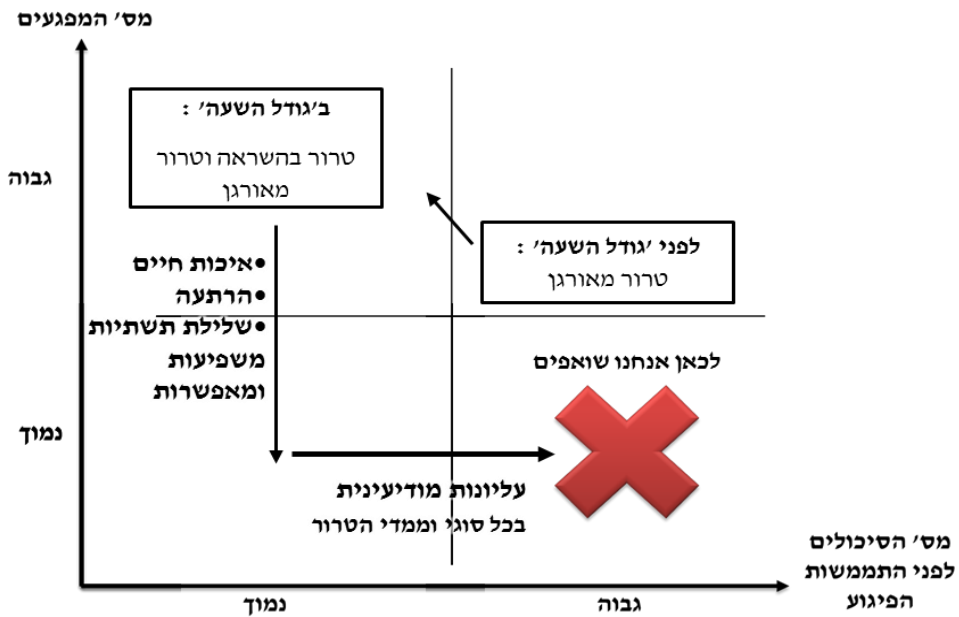 מס׳ המפגעים
ב׳גודל השעה׳ :
טרור בהשראה וטרור
מאורגן
גבוה
לפני ׳גודל השעה׳ :
טרור מאורגן
•איכות חיים
•הרתעה
•שלילת תשתיות
משפיעות
ומאפשרות
לכאן אנחנו שואפים
נמוך
עליונות מודיעינית
בכל סוגי וממדי הטרור
מס׳ הסיכולים
לפני התממשות
הפיגוע
נמוך
גבוה